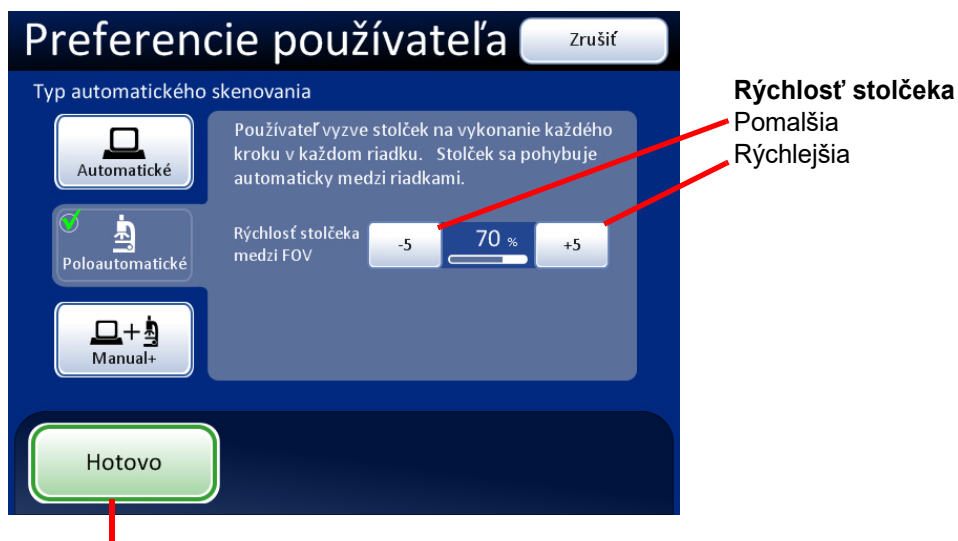 Preferencie používateľa
Zrušiť
Typ automatického skenovania
Automatické
Používateľ vyzve stolček na vykonanie každého
kroku v každom riadku. Stolček sa pohybuje
automaticky medzi riadkami.
Poloautomatické
Rýchlosť stolčeka
medzi FOV
-5
70 %
+5
Manual+
Hotovo
Rýchlosť stolčeka
Pomalšia
Rýchlejšia